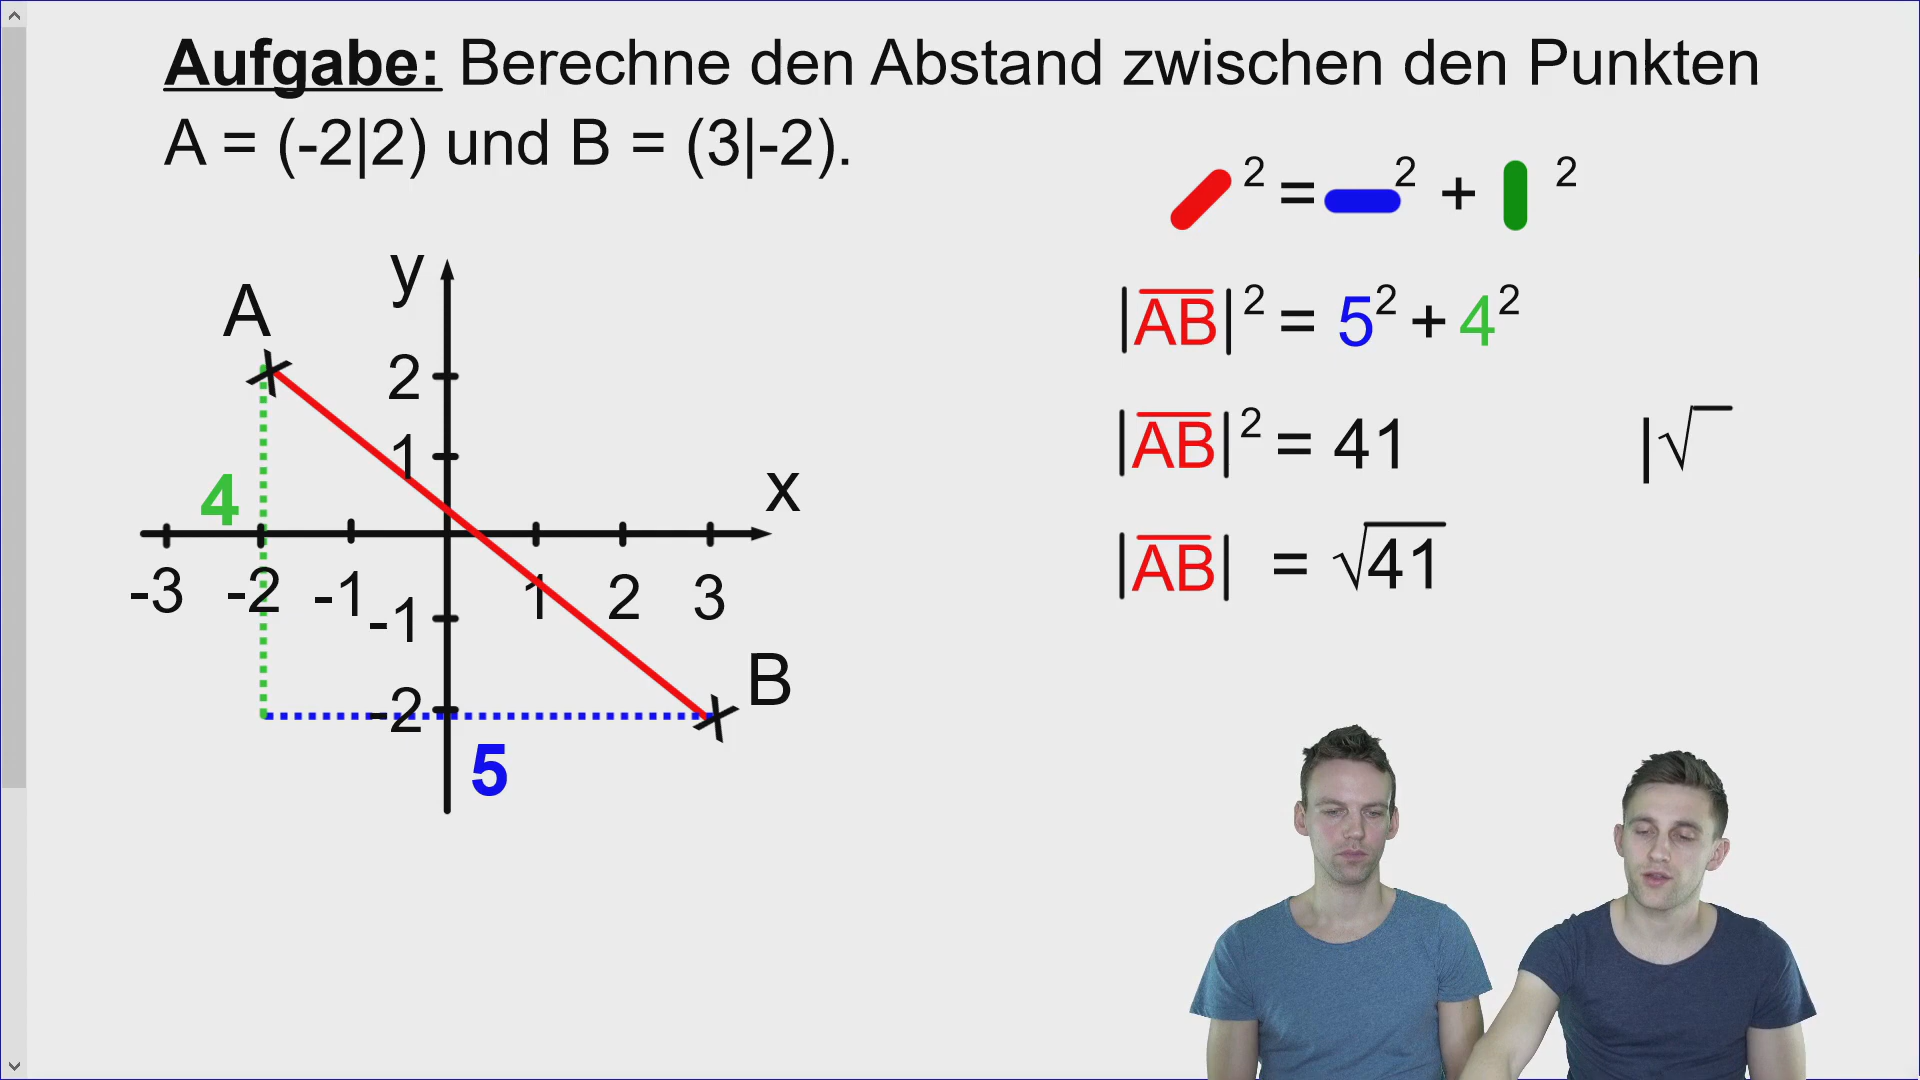 Aufgabe: Berechne den Abstand zwischen den Punkten
A = (-2|2) und B = (3|-2).
² = ² + ²
|AB|² = 5² + 4²
|AB|² = 41 |√
|AB| = √41
y
A
2
1
x
4
-3 -2 -1 1 2 3
-1
B
-2
5